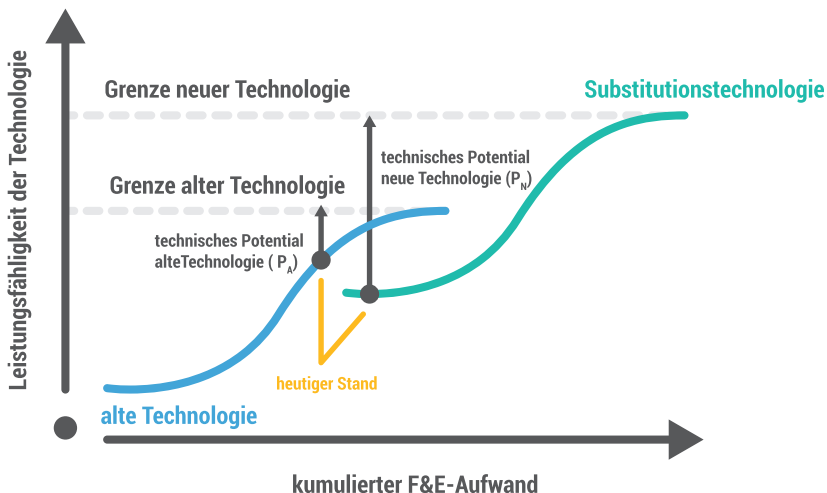 Leistungsfähligkeit der Technologie
Grenze neuer Technologie
Substitutionstechnologie
technisches Potential
neue Technologie (PN)
Grenze alter Technologie
technisches Potential
alteTechnologie ( PA)
heutiger Stand
alte Technologie
kumulierter F&E-Aufwand